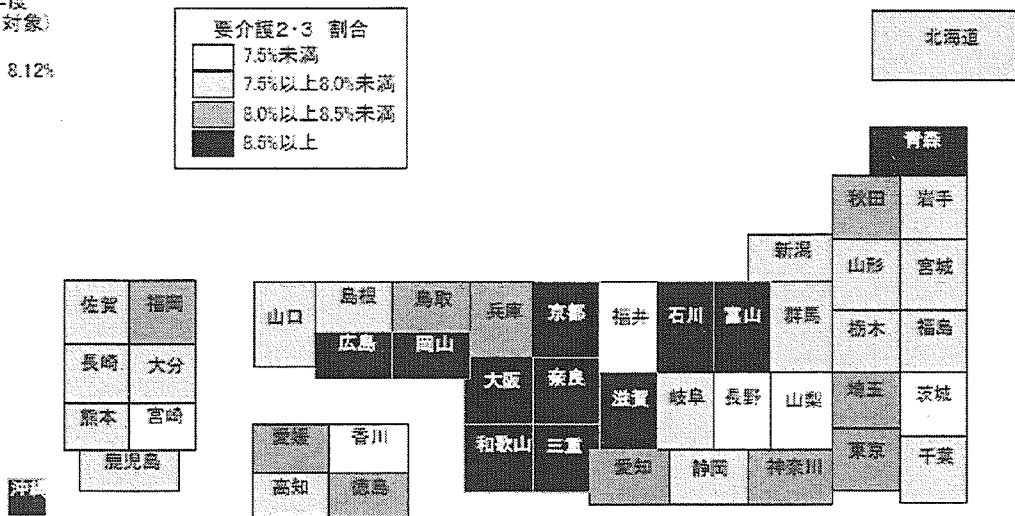 年度
対象）
8.12%
要介護2・3 割合
7.5%未満
7.5%以上8.0%未満
8.0%以上8.5%未満
8.5%以上
北海道
青森
秋田 岩手
新潟 山形 宮城
佐賀 福岡 山口 島根 鳥取 兵庫 京都 福井 石川 富山 群馬 栃木 福島
広島 岡山
長崎 大分 大阪 奈良 滋賀 岐阜 長野 山梨 埼玉 茨城
熊本 宮崎 愛媛 香川 和歌山 三重 愛知 静岡 神奈川 東京 千葉
鹿児島
沖縄 高知 徳島